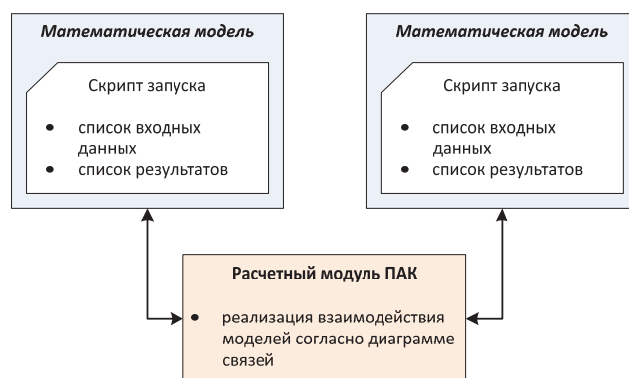 Математическая модель
Скрипт запуска
• список входных
данных
• список результатов
Математическая модель
Скрипт запуска
• список входных
данных
• список результатов
Расчетный модуль ПАК
• реализация взаимодействия
моделей согласно диаграмме
связей